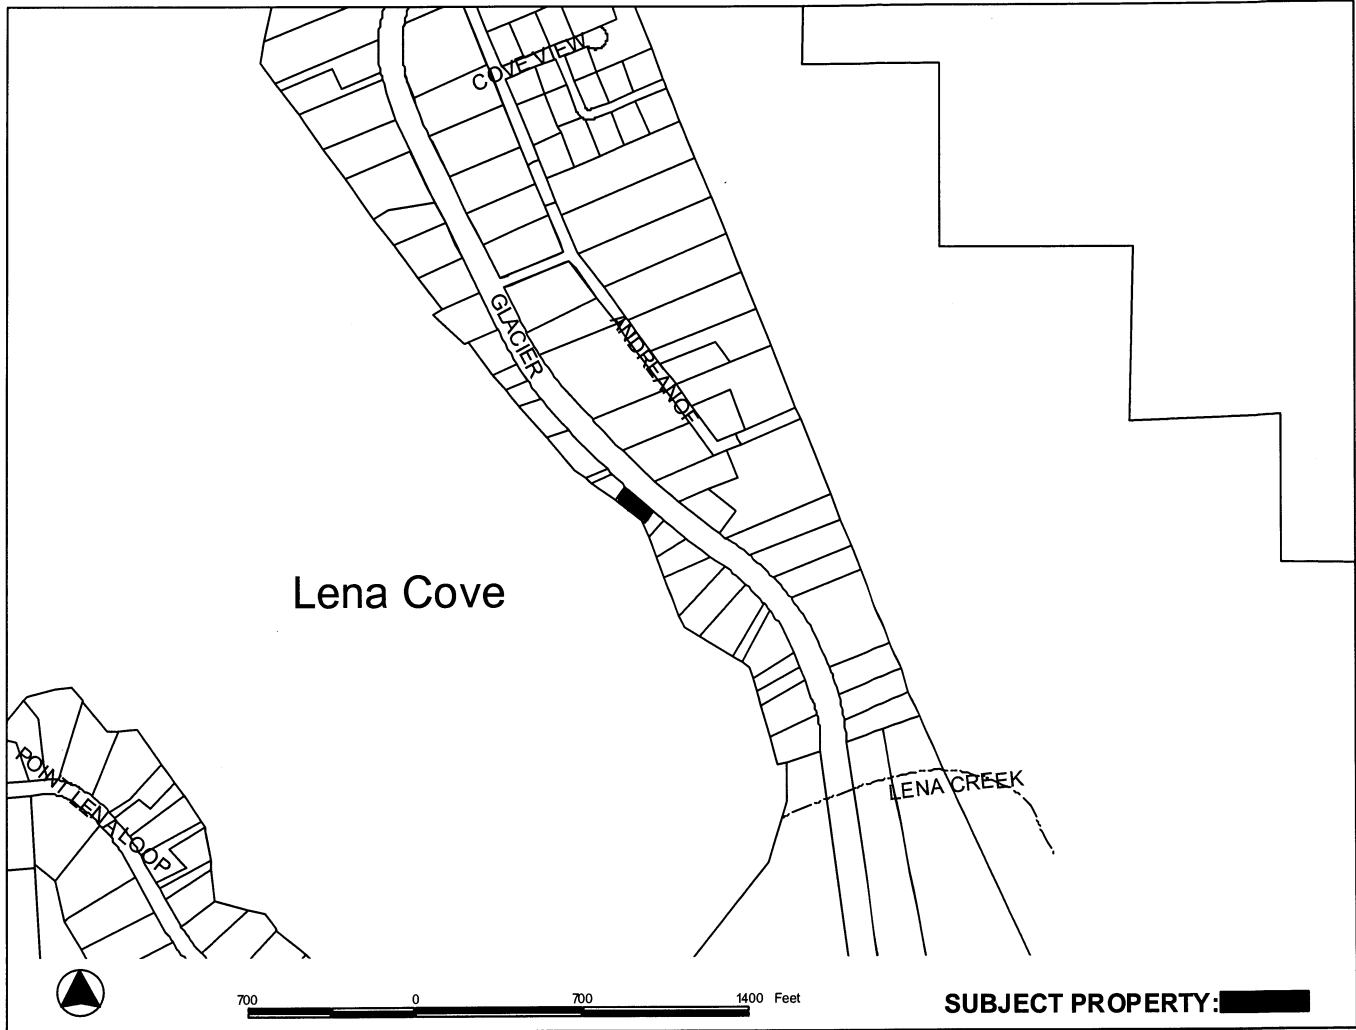 COVE VIEW
GLACIER
ANDREANOF
Lena Cove
POINT LENA LOOP
LENA CREEK
700 0 700 1400 Feet
SUBJECT PROPERTY: